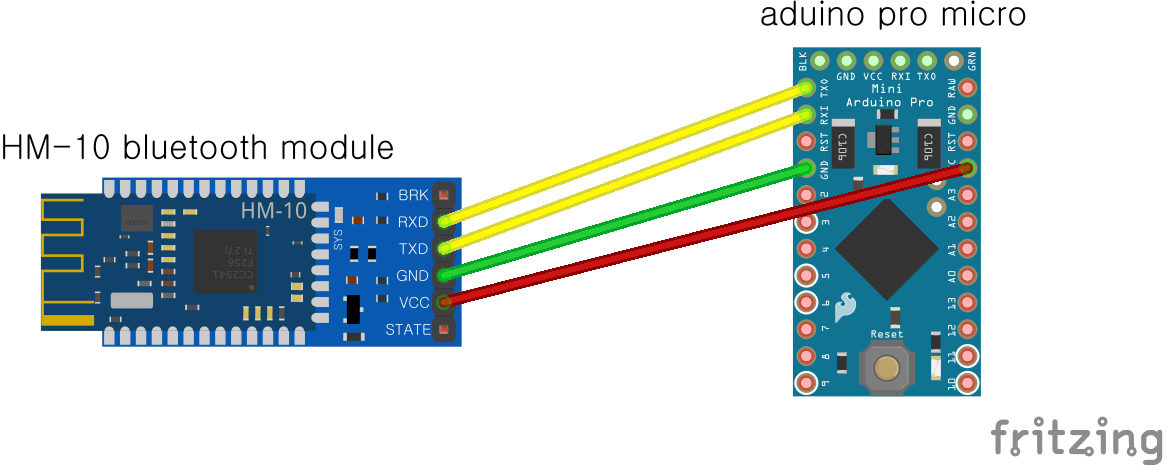 aduino pro micro
HM-10 bluetooth module
HM-10
SYS
CC2541
F256
TI 27J
BRK
RXD
TXD
GND
VCC
STATE
BLK
GND VCC RXI TXO
GRN
Mini
Arduino Pro
TXO
RXI
RST
GND
2
3
4
5
6
7
8
9
RAW
GND
RST
C
A3
A2
A1
A0
13
12
11
10
C106
C106
Reset
fritzing